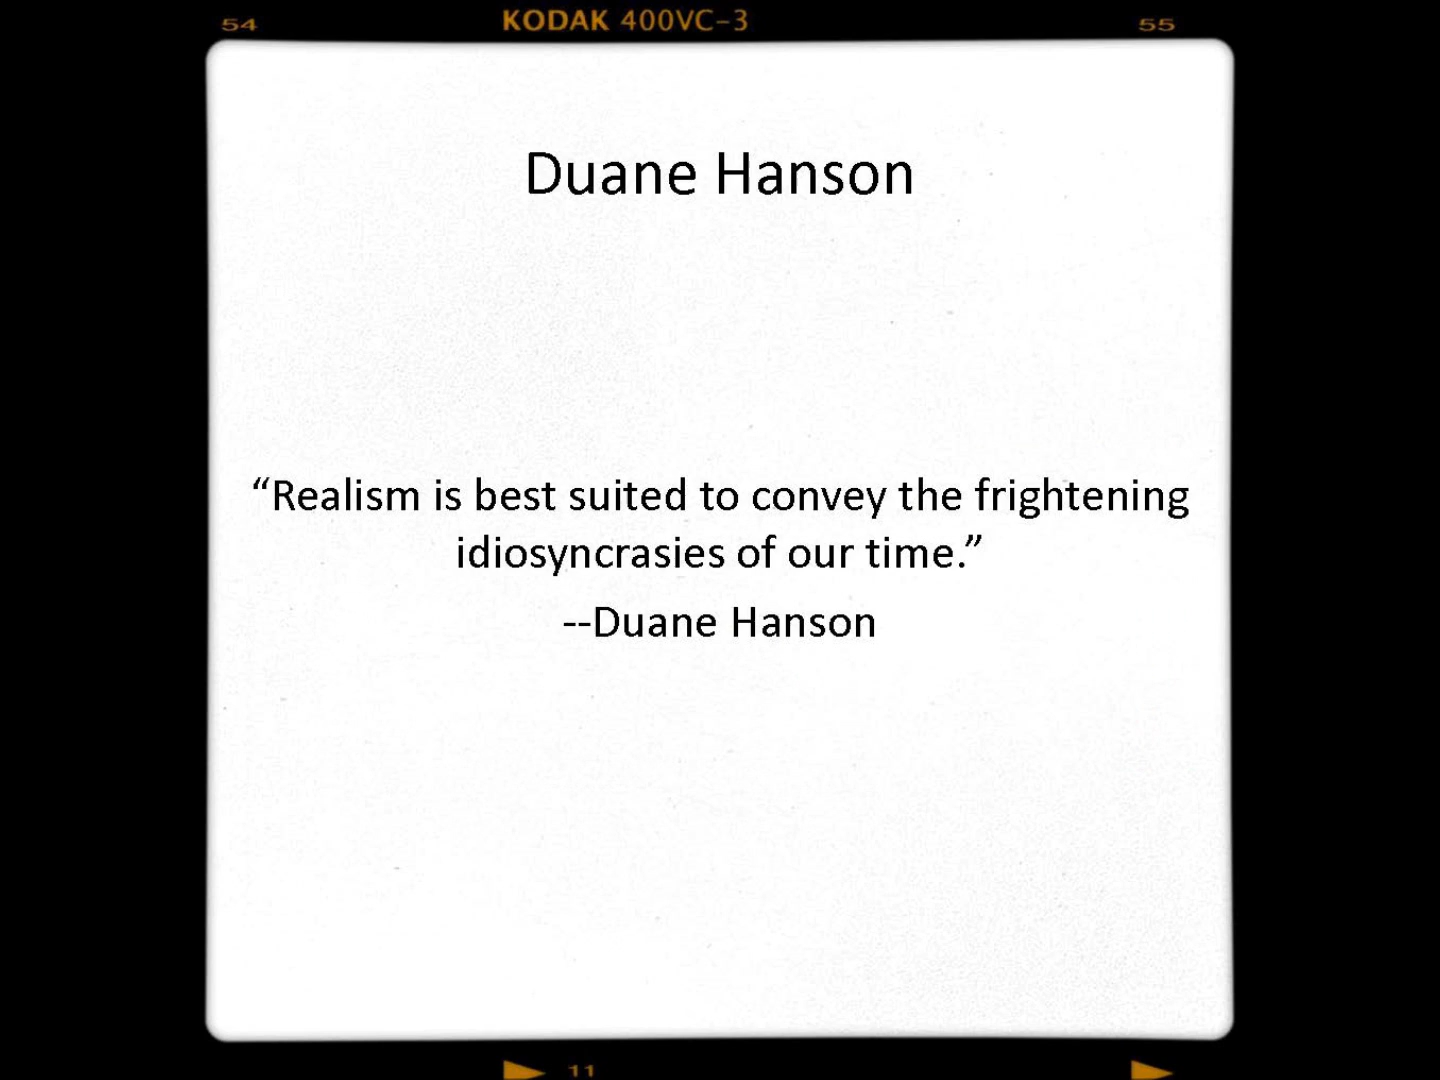 54 KODAK 400VC-3 55
Duane Hanson
“Realism is best suited to convey the frightening
idiosyncrasies of our time.”
--Duane Hanson
11